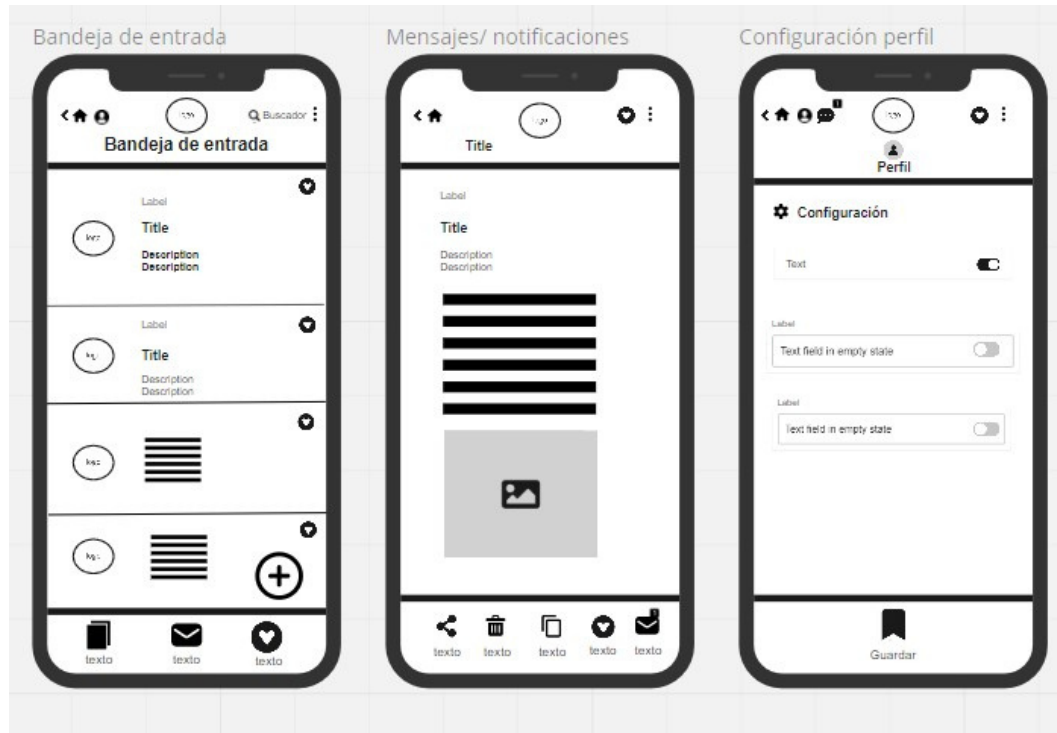 Bandeja de entrada
Buscador
Bandeja de entrada
Label
Title
Description
Description
Label
Title
Description
Description
texto
texto
texto
Mensajes/ notificaciones
Title
Label
Title
Description
Description
texto
texto
texto
texto
texto
Configuración perfil
Perfil
Configuración
Text
Label
Text field in empty state
Label
Text field in empty state
Guardar